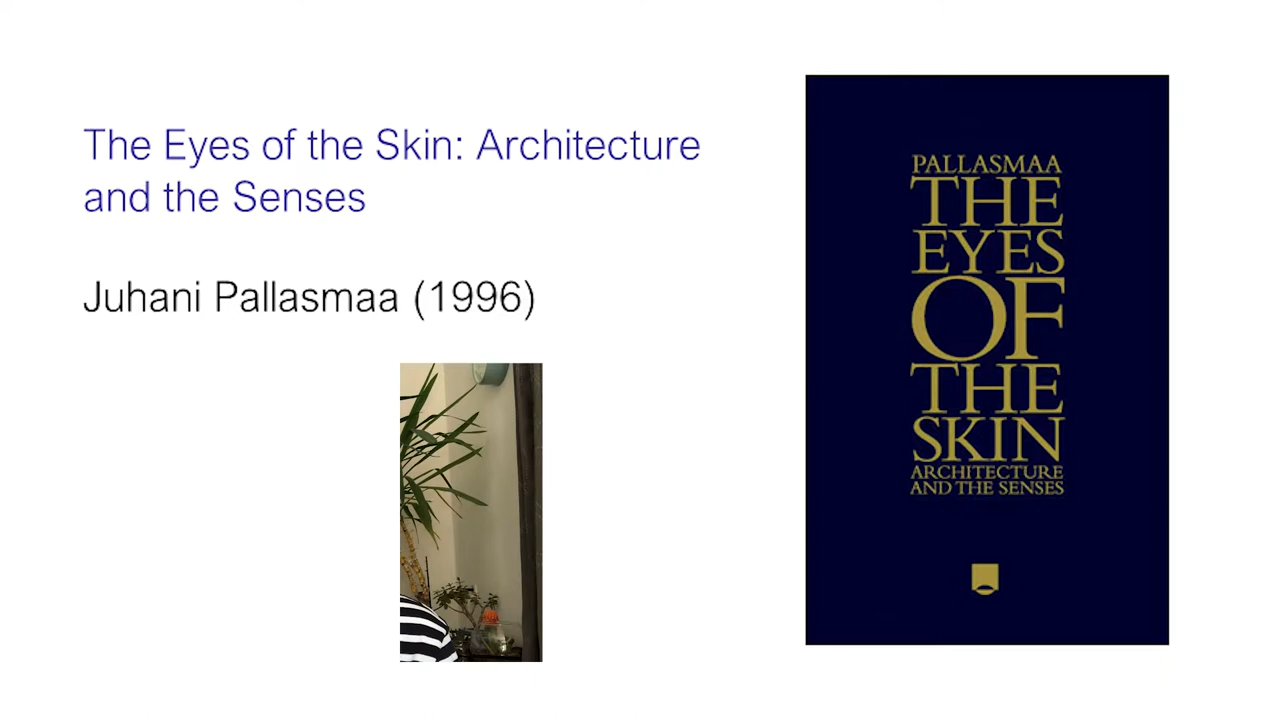 The Eyes of the Skin: Architecture
and the Senses
Juhani Pallasmaa (1996)
PALLASMAA
THE
EYES
OF
THE
SKIN
ARCHITECTURE
AND THE SENSES